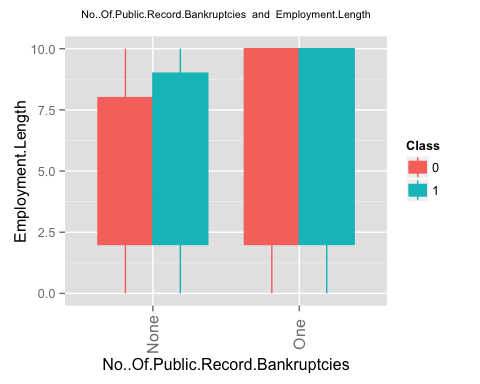 No..Of.Public.Record.Bankruptcies and Employment.Length
10.0
7.5
5.0
2.5
0.0
Employment.Length
None
One
No..Of.Public.Record.Bankruptcies
Class
0
1